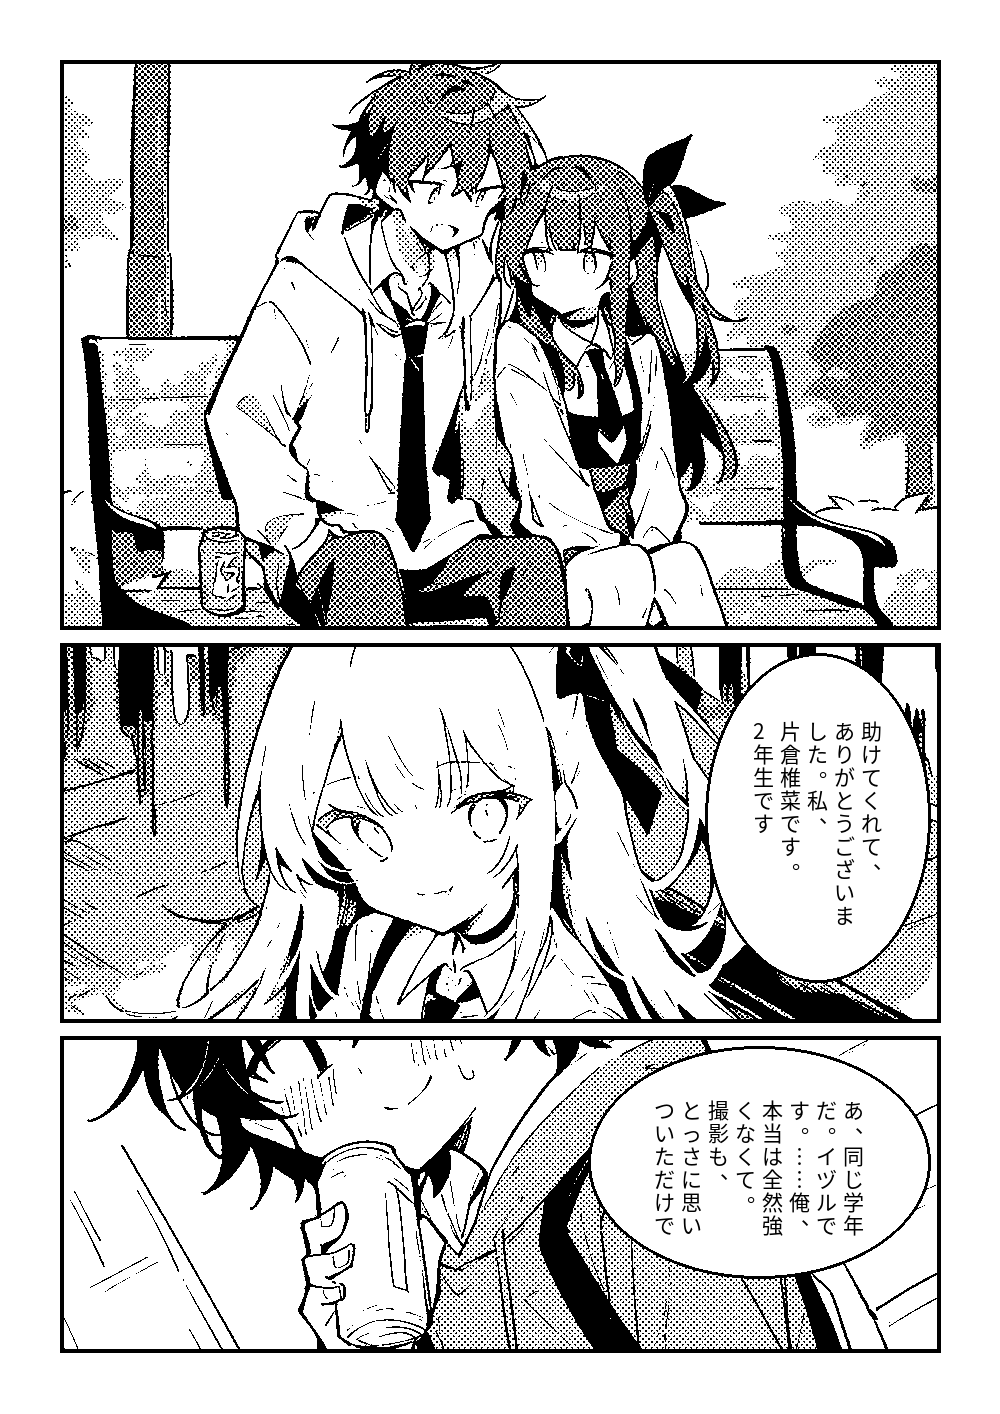 助けてくれて、
ありがとうございま
した。私、
片倉椎菜です。
2年生です
あ、同じ学年
だ。イヅルで
す。……俺、
本当は全然強
くなくて。
撮影も、
とっさに思い
ついただけで